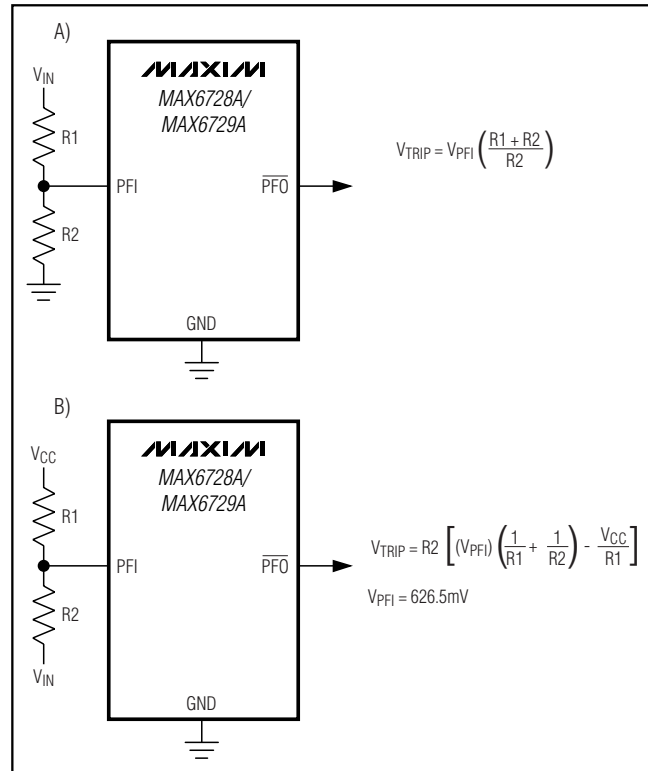 A)
VIN
MAXIM
MAX6728A/
MAX6729A
R1
PFI
PFO
R2
GND
VTRIP = VPFI (R1 + R2 / R2)
B)
VCC
MAXIM
MAX6728A/
MAX6729A
R1
PFI
PFO
R2
VIN
GND
VTRIP = R2 [(VPFI) (1/R1 + 1/R2) - VCC/R1]
VPFI = 626.5mV